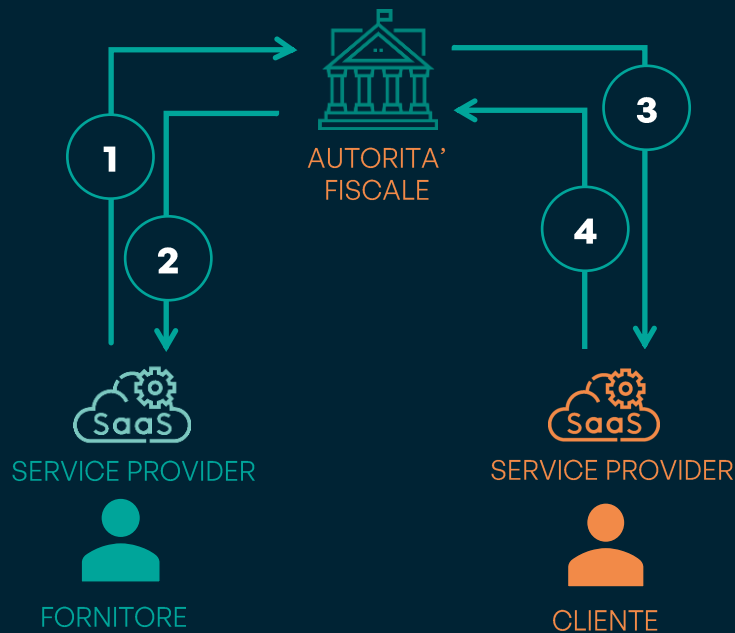 AUTORITA’
FISCALE
1
2
3
4
SaaS
SERVICE PROVIDER
FORNITORE
SaaS
SERVICE PROVIDER
CLIENTE